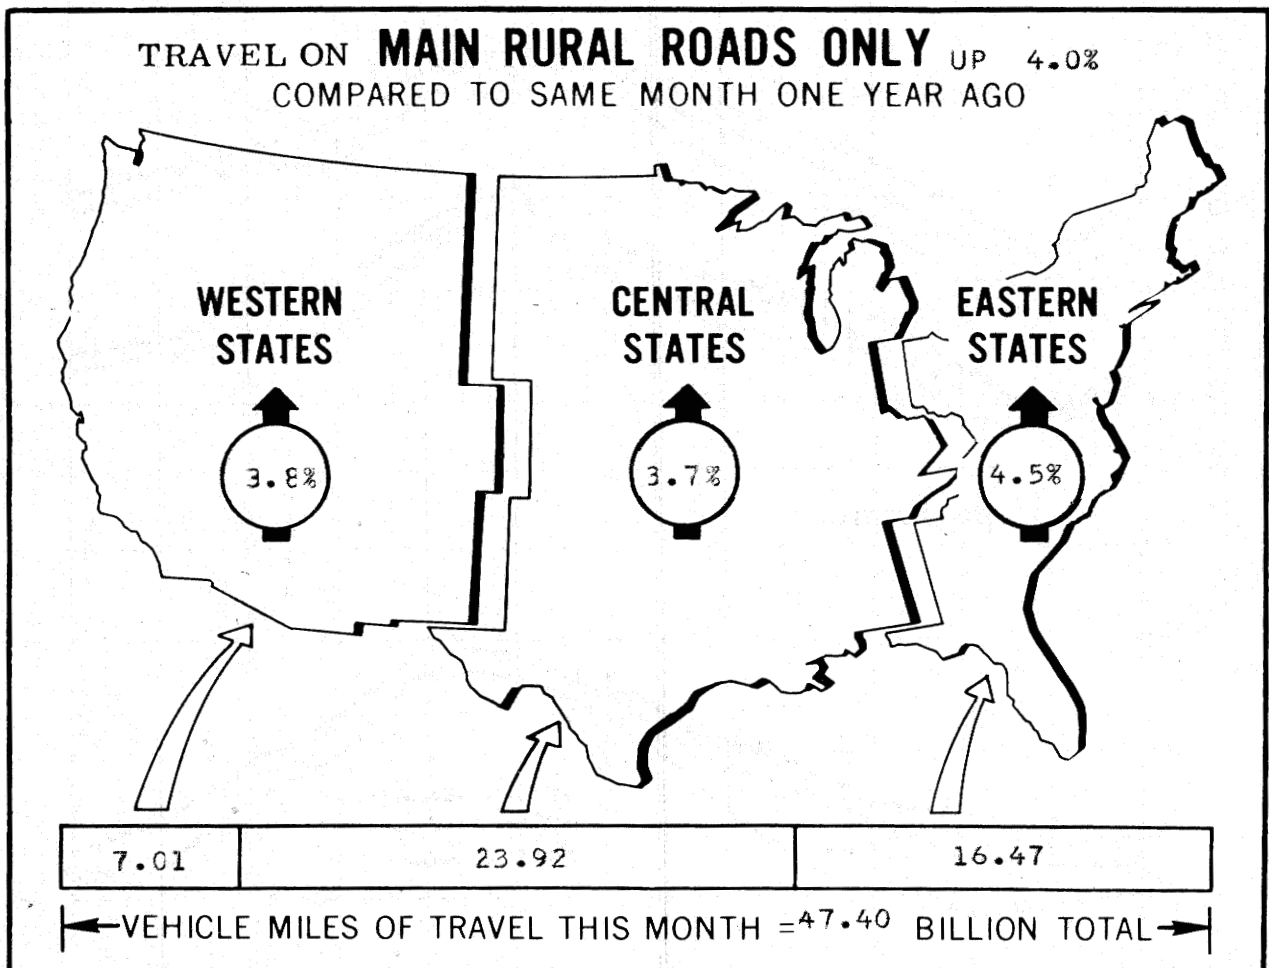 TRAVEL ON MAIN RURAL ROADS ONLY UP 4.0%
COMPARED TO SAME MONTH ONE YEAR AGO
WESTERN
STATES
CENTRAL
STATES
EASTERN
STATES
3.8%
3.7%
4.5%
7.01
23.92
16.47
VEHICLE MILES OF TRAVEL THIS MONTH = 47.40 BILLION TOTAL